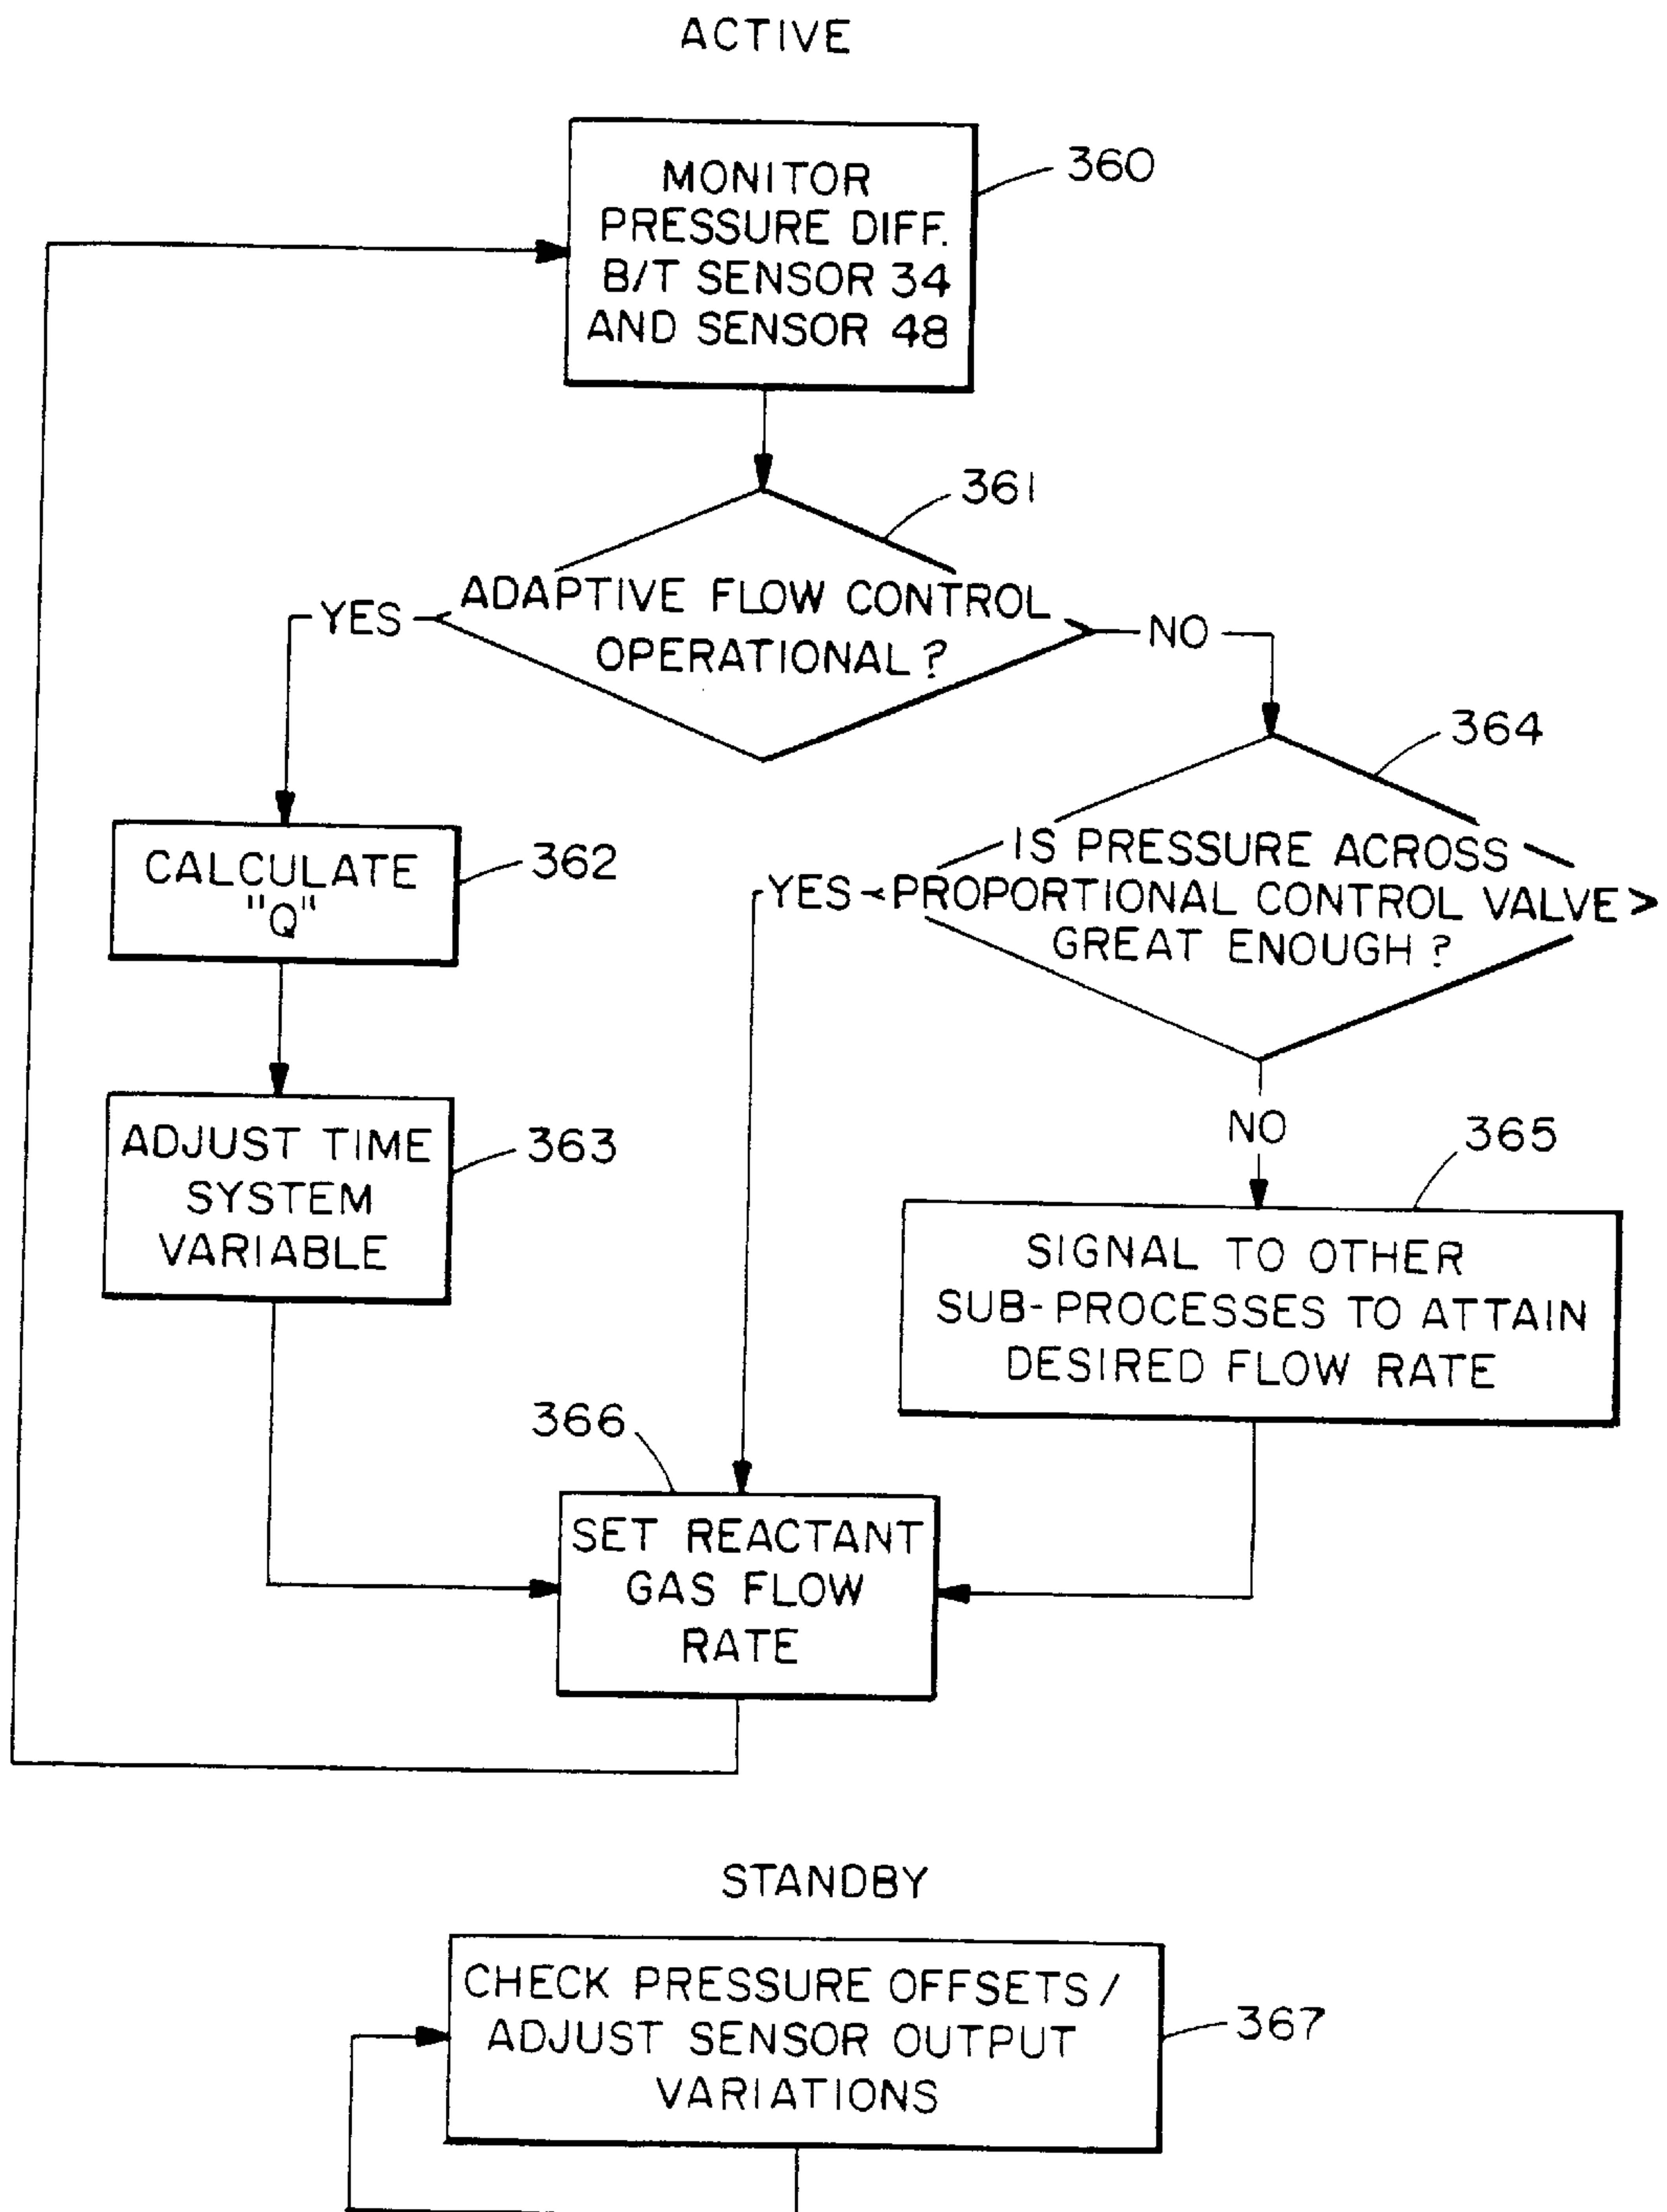 ACTIVE
MONITOR
PRESSURE DIFF.
B/T SENSOR 34
AND SENSOR 48
360
361
ADAPTIVE FLOW CONTROL
OPERATIONAL?
YES
NO
364
IS PRESSURE ACROSS
PROPORTIONAL CONTROL VALVE
GREAT ENOUGH?
YES
NO
CALCULATE
"Q"
362
ADJUST TIME
SYSTEM
VARIABLE
363
365
SIGNAL TO OTHER
SUB-PROCESSES TO ATTAIN
DESIRED FLOW RATE
366
SET REACTANT
GAS FLOW
RATE
STANDBY
CHECK PRESSURE OFFSETS/
ADJUST SENSOR OUTPUT
VARIATIONS
367